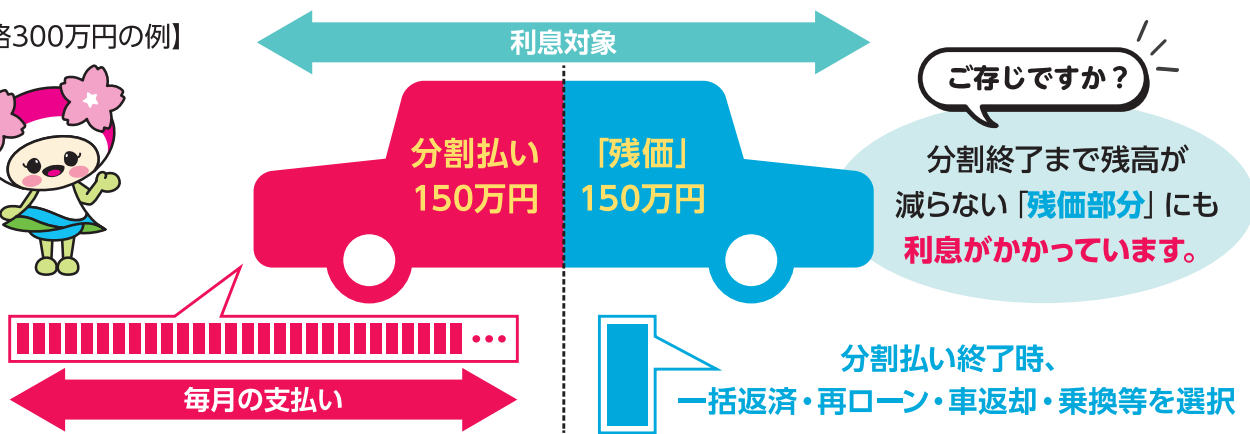 格300万円の例】
利息対象
ご存じですか？
分割払い
150万円
「残価」
150万円
分割終了まで残高が
減らない「残価部分」にも
利息がかかっています。
•••
毎月の支払い
分割払い終了時、
一括返済・再ローン・車返却・乗換等を選択